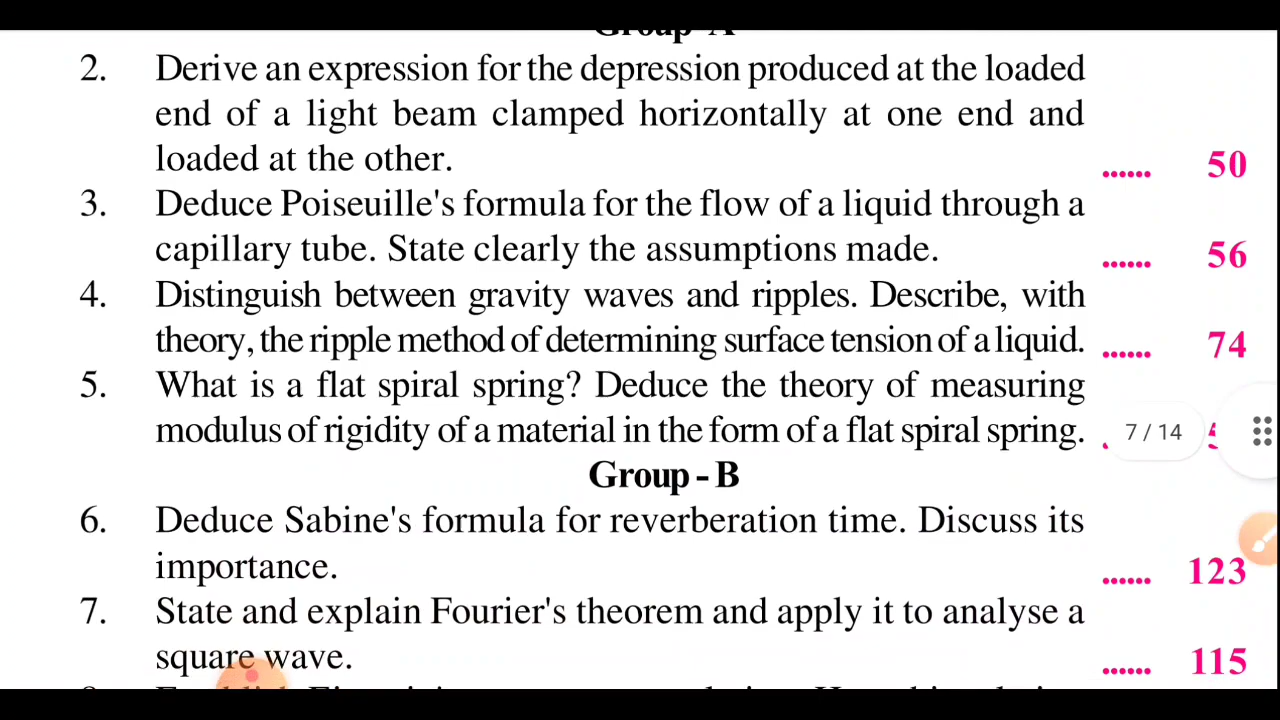 Group-A
2. Derive an expression for the depression produced at the loaded
end of a light beam clamped horizontally at one end and
loaded at the other. ...... 50
3. Deduce Poiseuille's formula for the flow of a liquid through a
capillary tube. State clearly the assumptions made. ...... 56
4. Distinguish between gravity waves and ripples. Describe, with
theory, the ripple method of determining surface tension of a liquid. ...... 74
5. What is a flat spiral spring? Deduce the theory of measuring
modulus of rigidity of a material in the form of a flat spiral spring.
7 / 14
Group - B
6. Deduce Sabine's formula for reverberation time. Discuss its
importance. ...... 123
7. State and explain Fourier's theorem and apply it to analyse a
square wave. ...... 115